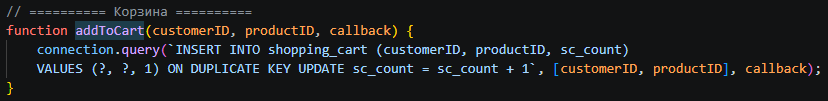 // ========== Корзина ==========
function addToCart(customerID, productID, callback) {
    connection.query(`INSERT INTO shopping_cart (customerID, productID, sc_count)
    VALUES (?, ?, 1) ON DUPLICATE KEY UPDATE sc_count = sc_count + 1`, [customerID, productID], callback);
}